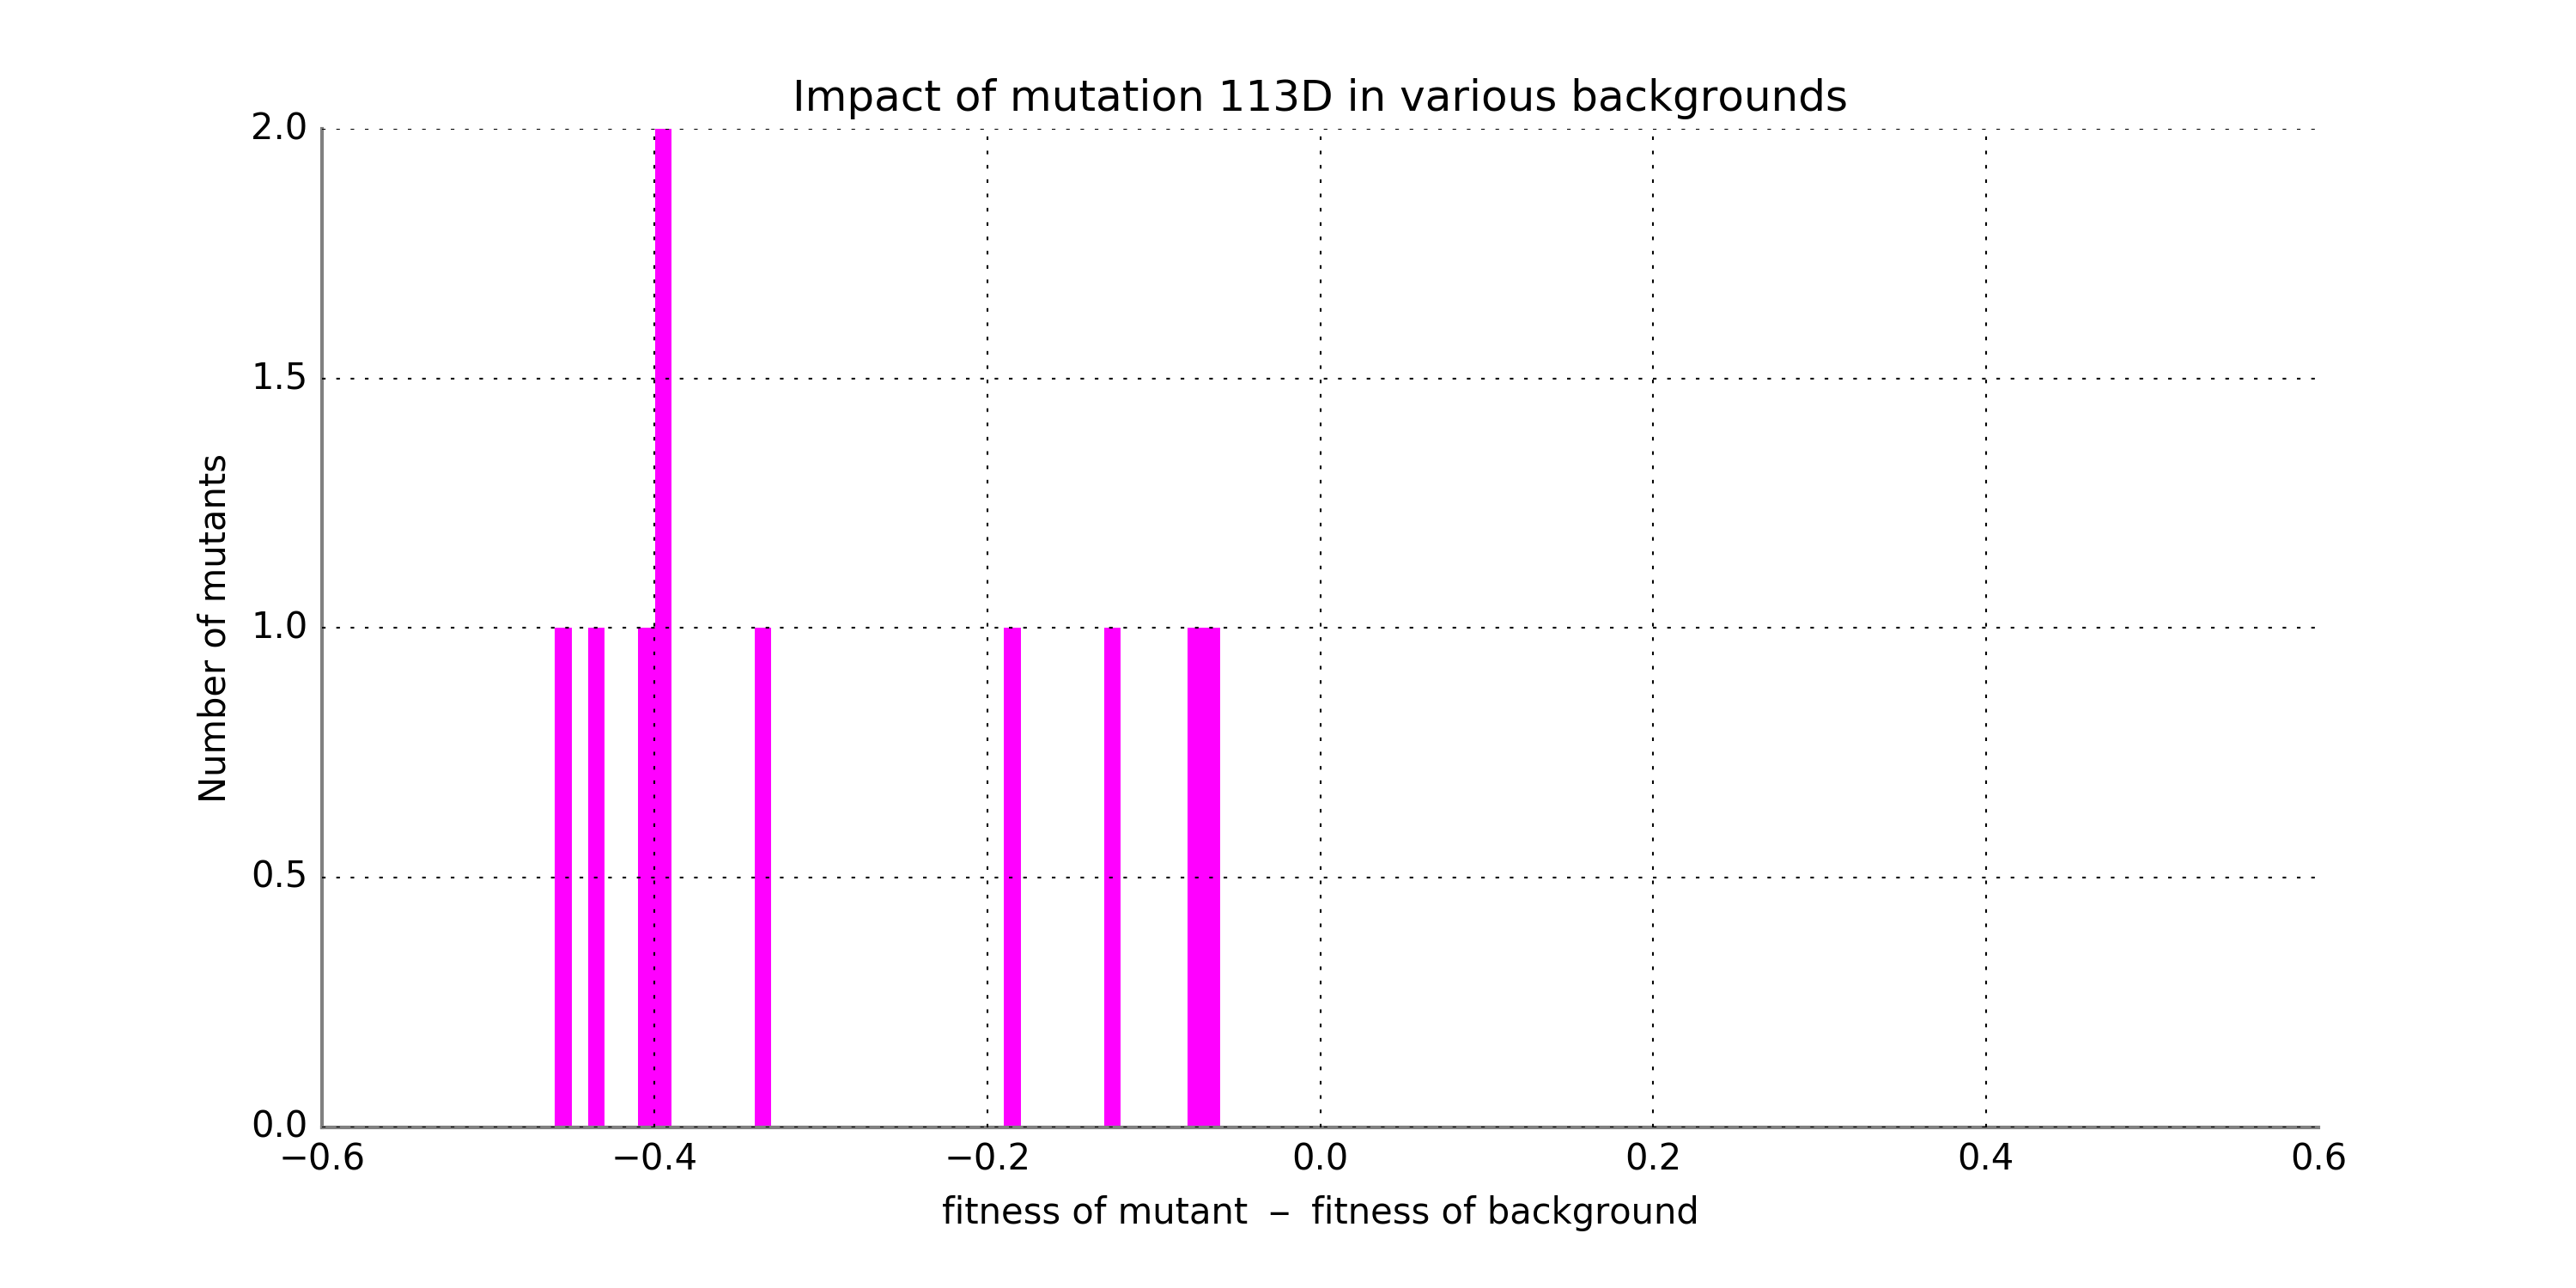 Impact of mutation 113D in various backgrounds
2.0
1.5
1.0
0.5
0.0
Number of mutants
−0.6 −0.4 −0.2 0.0 0.2 0.4 0.6
fitness of mutant − fitness of background